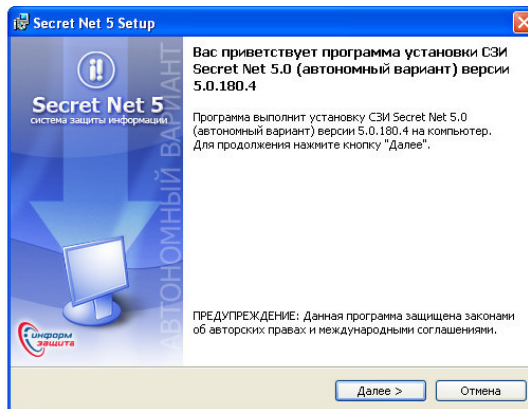 Secret Net 5 Setup
Вас приветствует программа установки СЗИ
Secret Net 5.0 (автономный вариант) версии
5.0.180.4
Secret Net 5
система защиты информации
АВТОНОМНЫЙ ВАРИАНТ
Программа выполнит установку СЗИ Secret Net 5.0
(автономный вариант) версии 5.0.180.4 на компьютер.
Для продолжения нажмите кнопку "Далее".
ПРЕДУПРЕЖДЕНИЕ: Данная программа защищена законами
об авторских правах и международными соглашениями.
информ
защита
Далее >
Отмена